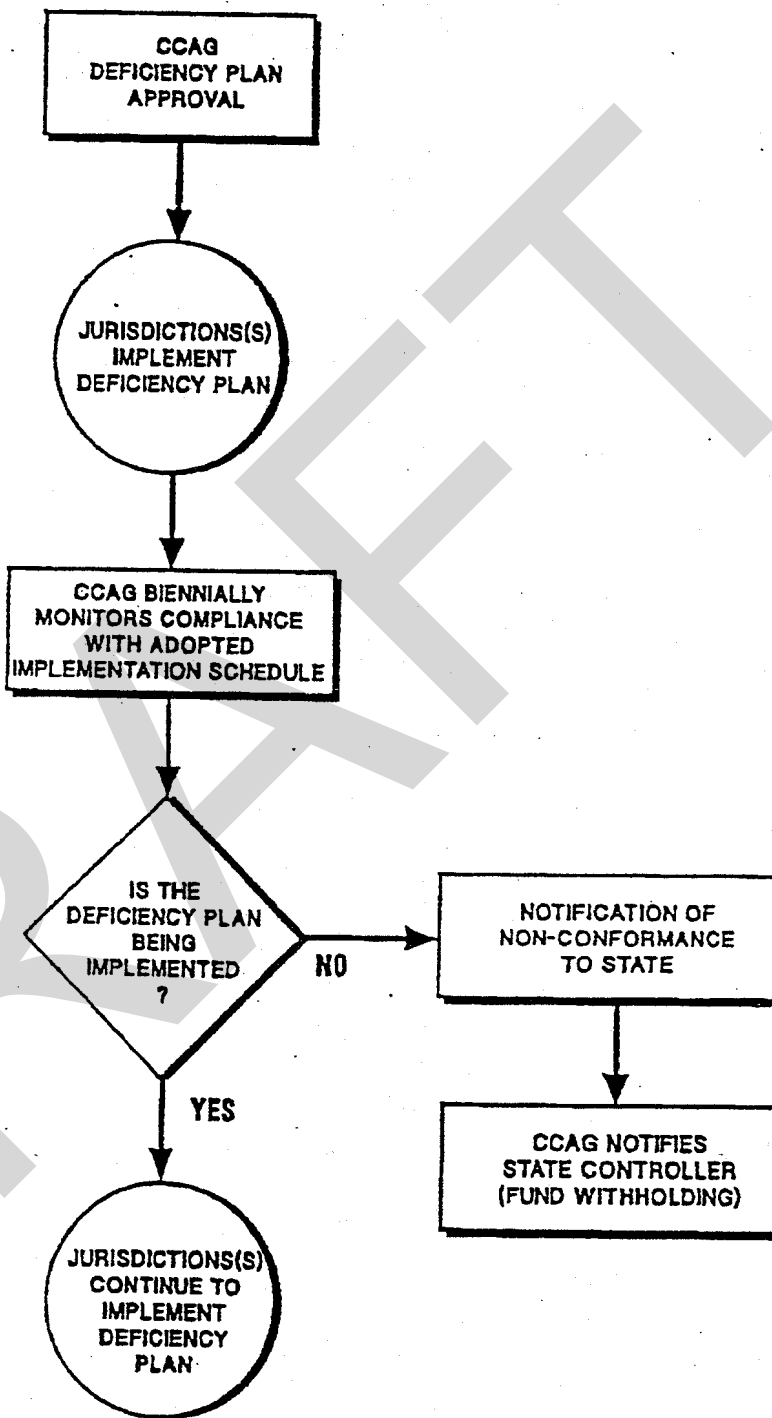 CCAG
DEFICIENCY PLAN
APPROVAL
JURISDICTIONS(S)
IMPLEMENT
DEFICIENCY PLAN
CCAG BIENNIALLY
MONITORS COMPLIANCE
WITH ADOPTED
IMPLEMENTATION SCHEDULE
IS THE
DEFICIENCY PLAN
BEING
IMPLEMENTED
?
NO
NOTIFICATION OF
NON-CONFORMANCE
TO STATE
YES
CCAG NOTIFIES
STATE CONTROLLER
(FUND WITHHOLDING)
JURISDICTIONS(S)
CONTINUE TO
IMPLEMENT
DEFICIENCY
PLAN
RAFT